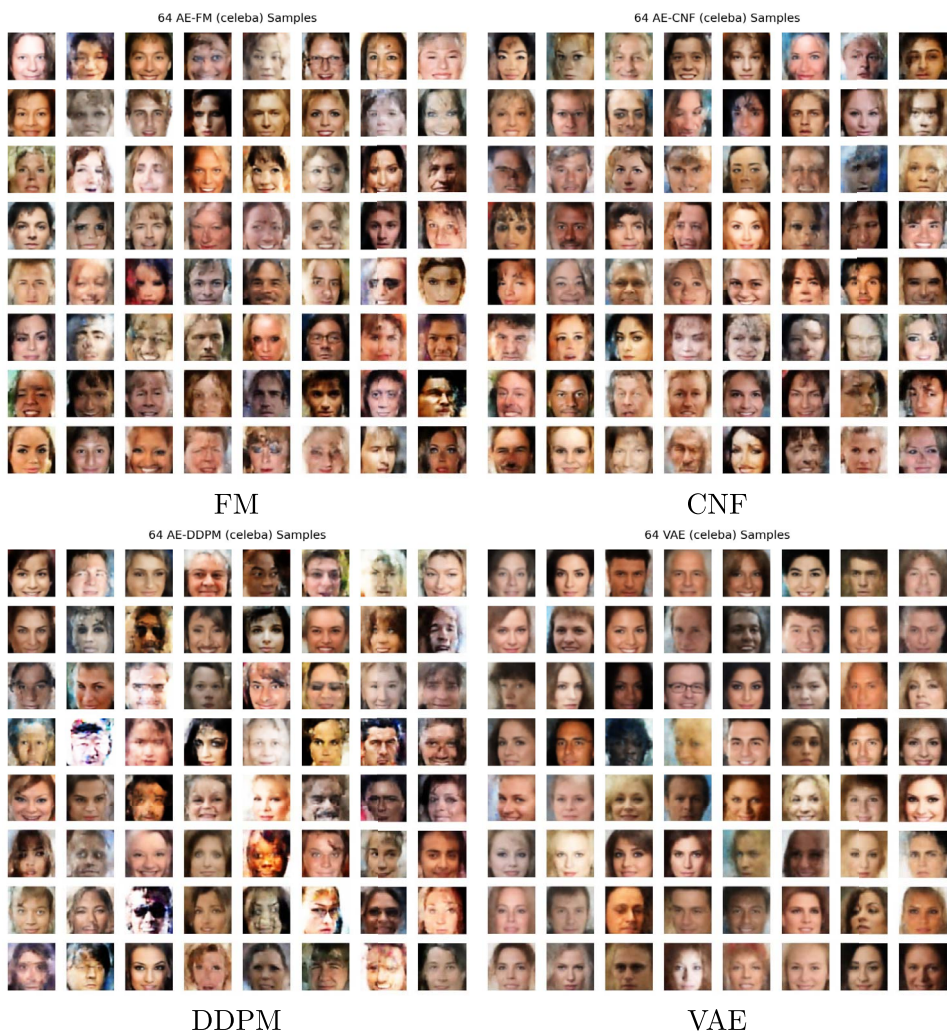 64 AE-FM (celeba) Samples
64 AE-CNF (celeba) Samples
FM
CNF
64 AE-DDPM (celeba) Samples
64 VAE (celeba) Samples
DDPM
VAE